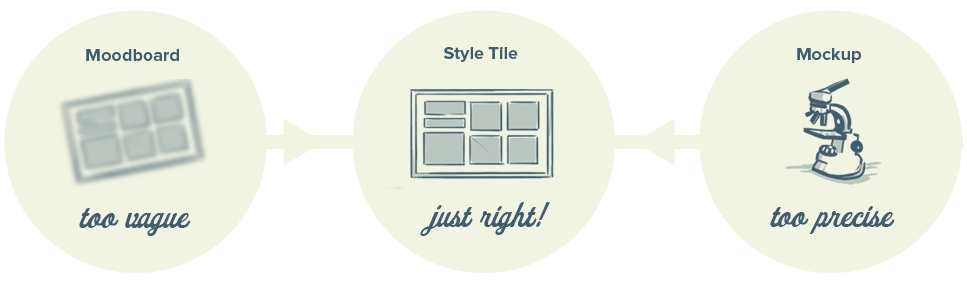 Moodboard
too vague
Style Tile
just right!
Mockup
too precise